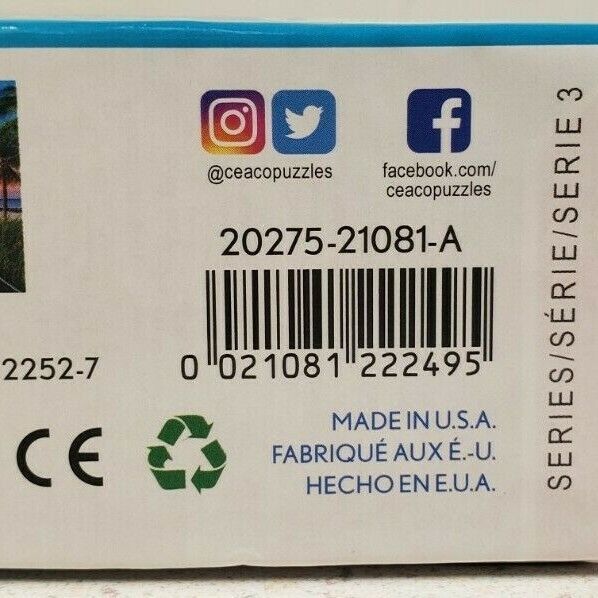 @ceacopuzzles
facebook.com/
ceacopuzzles
20275-21081-A
0 021081 222495
2252-7
CE
MADE IN U.S.A.
FABRIQUÉ AUX É.-U.
HECHO EN E.U.A.
SERIES/SÉRIE/SERIE 3